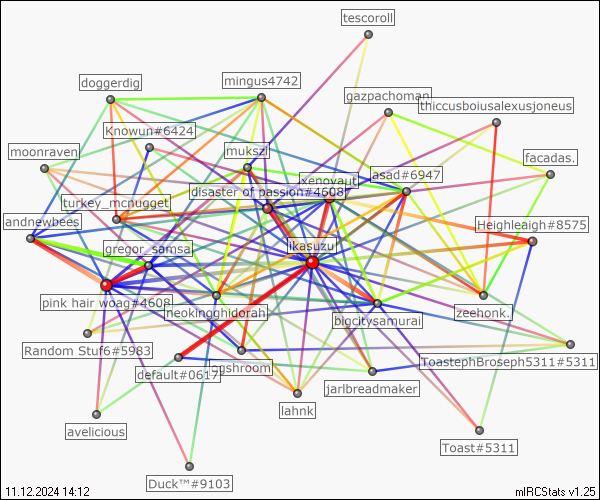 tescoroll
doggerdig
mingus4742
gazpachoman
thiccusboiusalexusjoneus
Knowun#6424
moonraven
mukszi
xenovaut
asad#6947
facadas.
disaster of passion#4608
turkey_mcnugget
andnewbees
Heighleaigh#8575
gregor_samsa
ikasuzu
pink hair woag#4608
neokingghidorah
bigcitysamurai
zeehonk.
Random Stuf6#5983
default#0617
ToastephBroseph5311#5311
jarlbreadmaker
lahnk
avelicious
Toast#5311
Duck™#9103
11.12.2024 14:12
mIRCStats v1.25